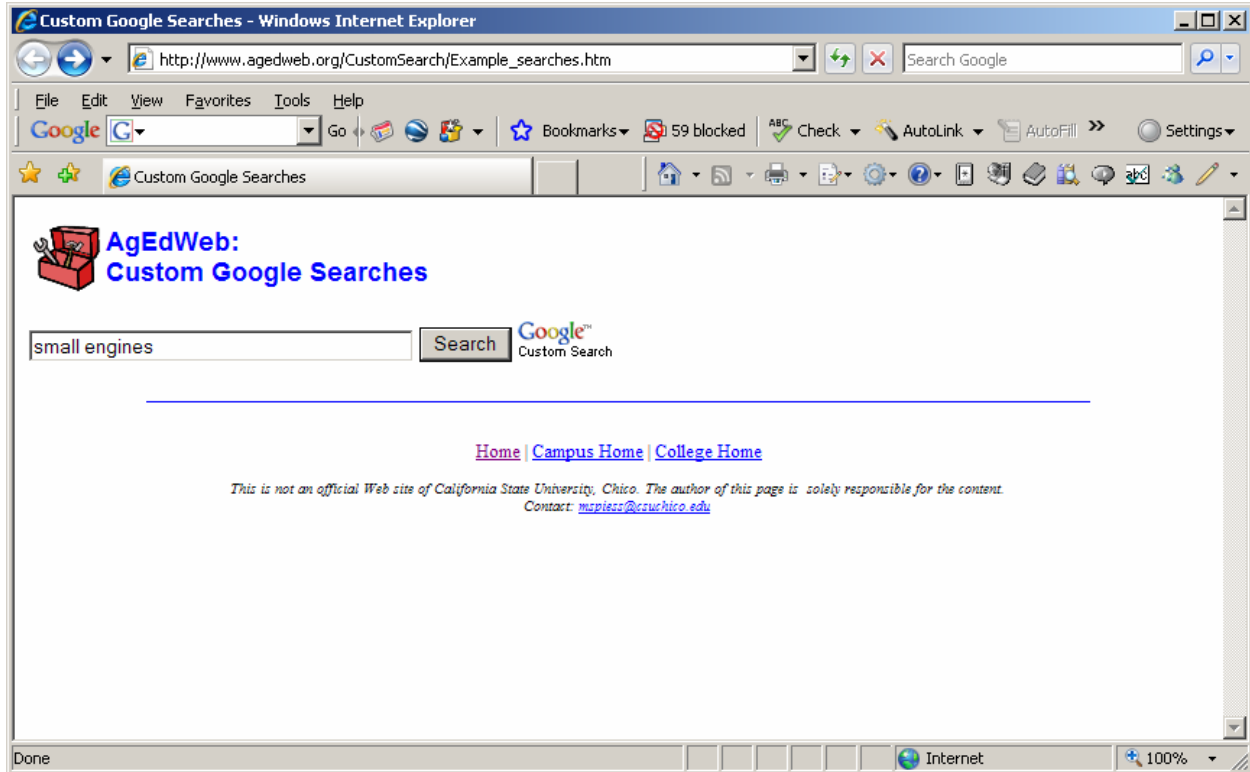 Custom Google Searches - Windows Internet Explorer
http://www.agedweb.org/CustomSearch/Example_searches.htm Search Google
File Edit View Favorites Tools Help
Google G Go Bookmarks 59 blocked ABC Check AutoLink AutoFill » Settings
Custom Google Searches abc
AgEdWeb:
Custom Google Searches
small engines Search Google™
Custom Search
Home | Campus Home | College Home
This is not an official Web site of California State University, Chico. The author of this page is solely responsible for the content.
Contact: mspiess@csuchico.edu
Done Internet 100%